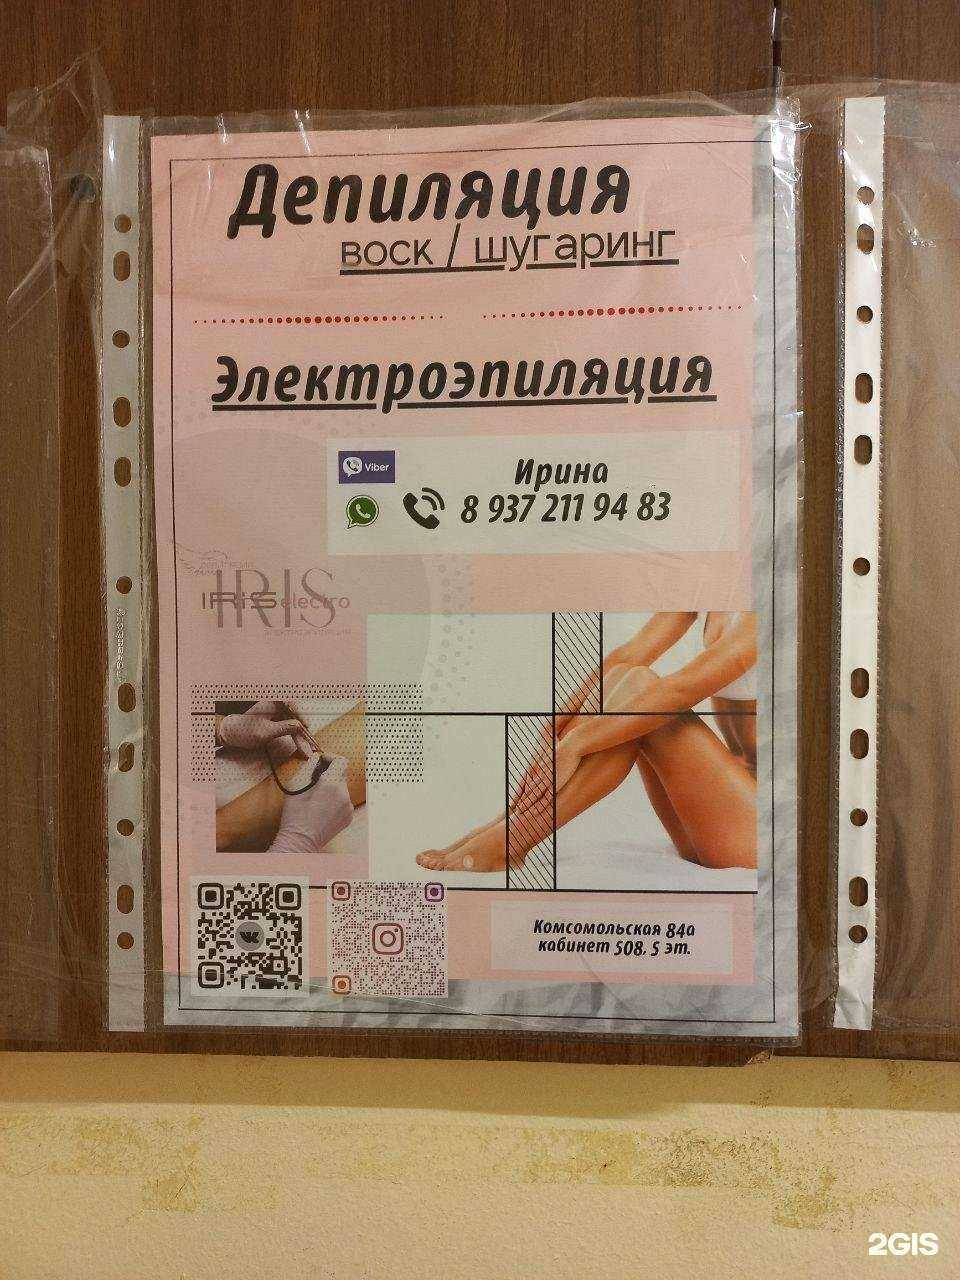 Депиляция
воск / шугаринг
Электроэпиляция
Viber
Ирина
8 937 211 94 83
IRIS
IRIS electro
Комсомольская 84а
кабинет 508, 5 эт.
2GIS